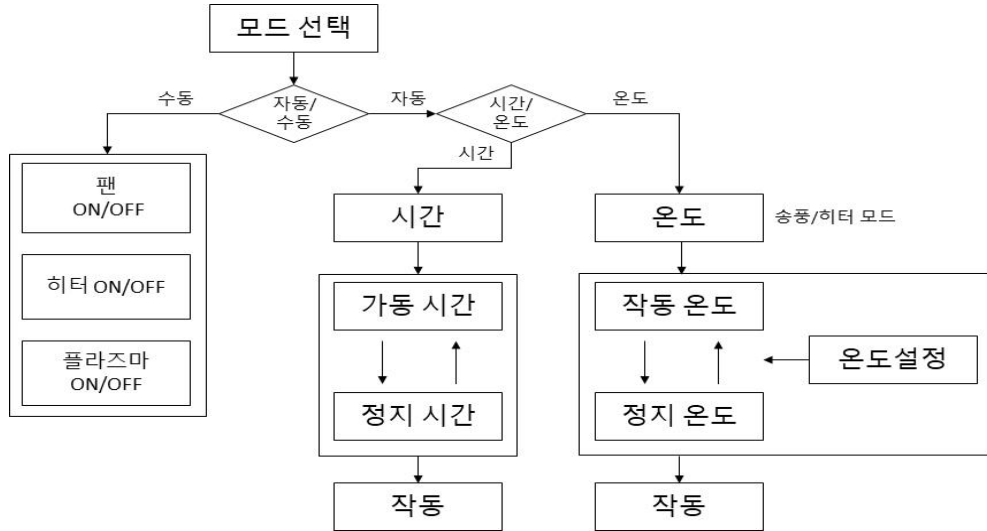 모드 선택
수동
자동/
수동
자동
시간/
온도
온도
시간
팬
ON/OFF
히터 ON/OFF
플라즈마
ON/OFF
시간
온도
송풍/히터 모드
가동 시간
정지 시간
작동 온도
정지 온도
온도설정
작동
작동